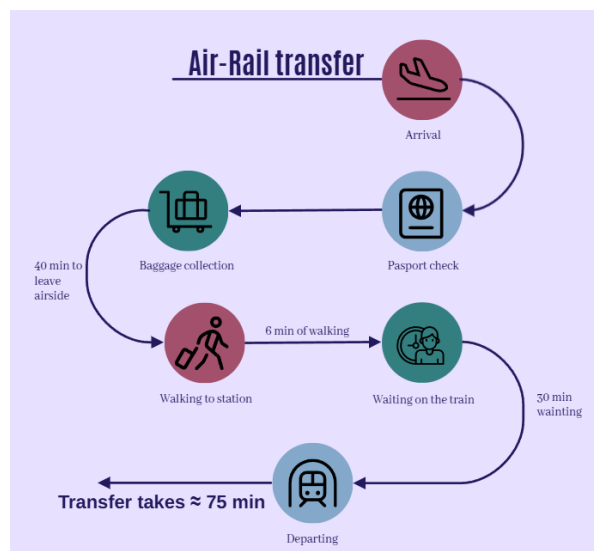 Air-Rail transfer
Arrival
Pasport check
Baggage collection
40 min to
leave
airside
Walking to station
6 min of walking
Waiting on the train
30 min
wainting
Departing
Transfer takes ≈ 75 min